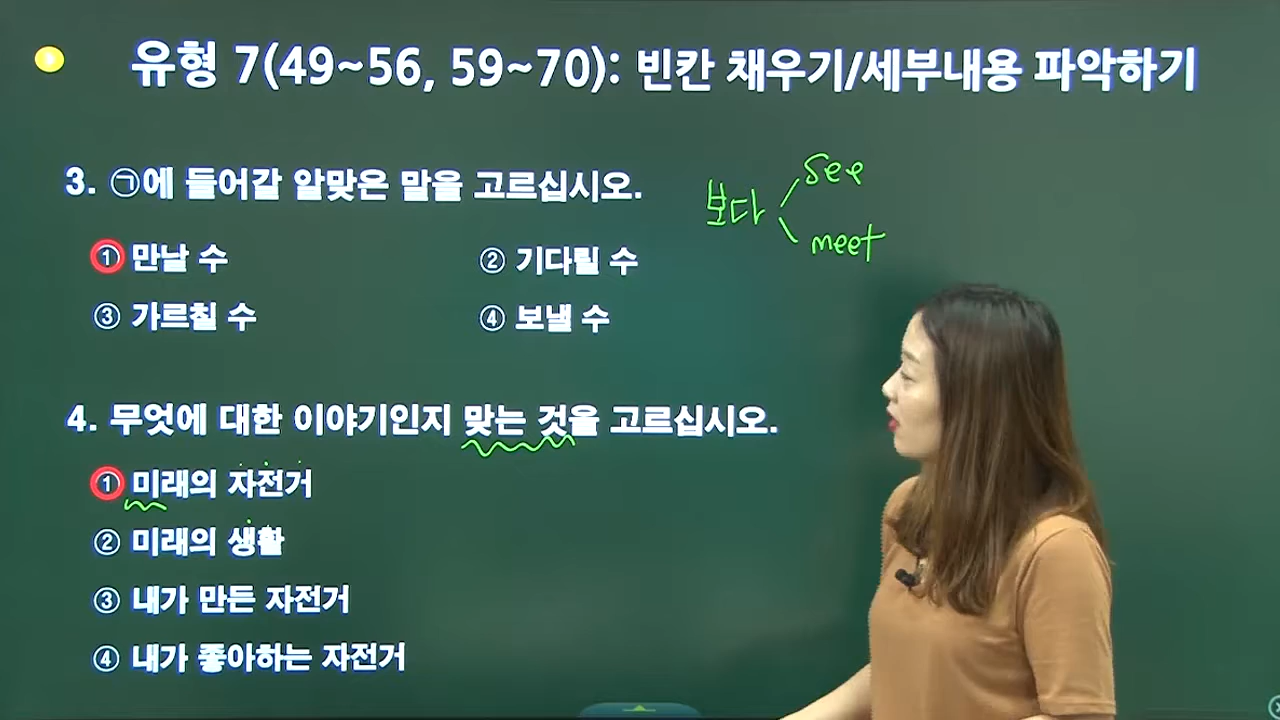 유형 7(49~56, 59~70): 빈칸 채우기/세부내용 파악하기
3. ㉠에 들어갈 알맞은 말을 고르십시오.
보다
see
meet
① 만날 수
② 기다릴 수
③ 가르칠 수
④ 보낼 수
4. 무엇에 대한 이야기인지 맞는 것을 고르십시오.
① 미래의 자전거
② 미래의 생활
③ 내가 만든 자전거
④ 내가 좋아하는 자전거